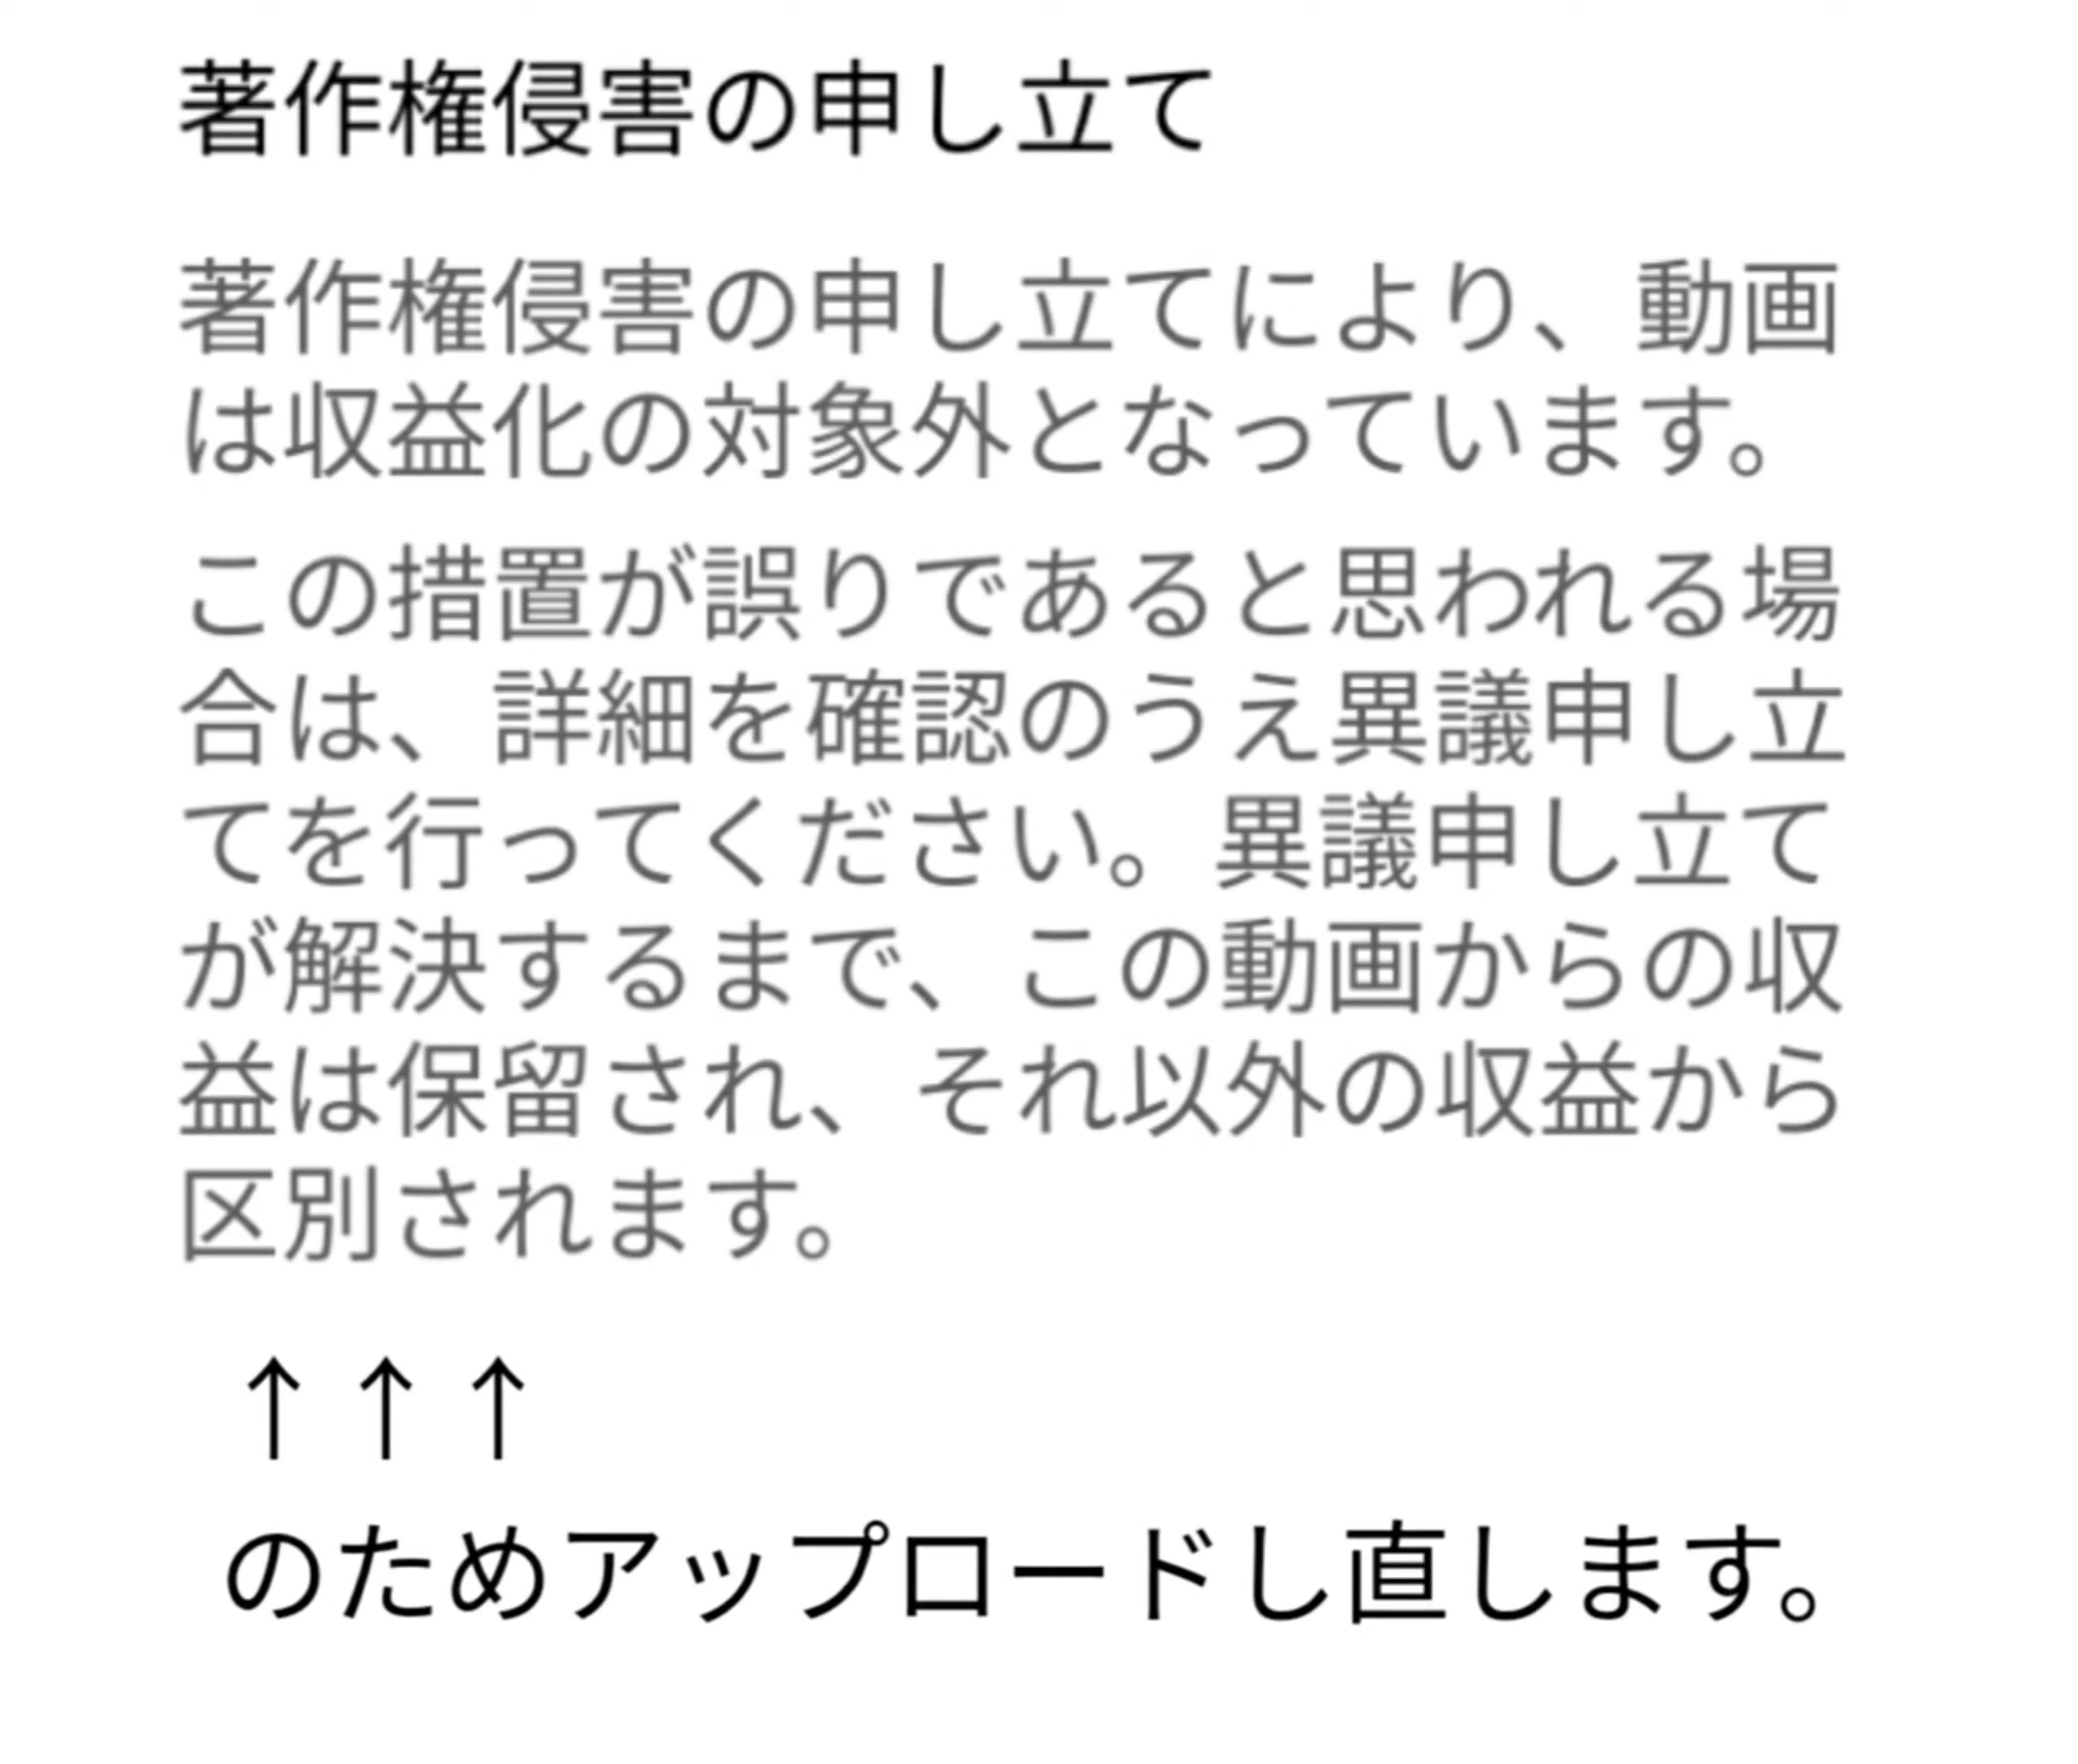 著作権侵害の申し立て
著作権侵害の申し立てにより、動画
は収益化の対象外となっています。
この措置が誤りであると思われる場
合は、詳細を確認のうえ異議申し立
てを行ってください。異議申し立て
が解決するまで、この動画からの収
益は保留され、それ以外の収益から
区別されます。
↑↑↑
のためアップロードし直します。